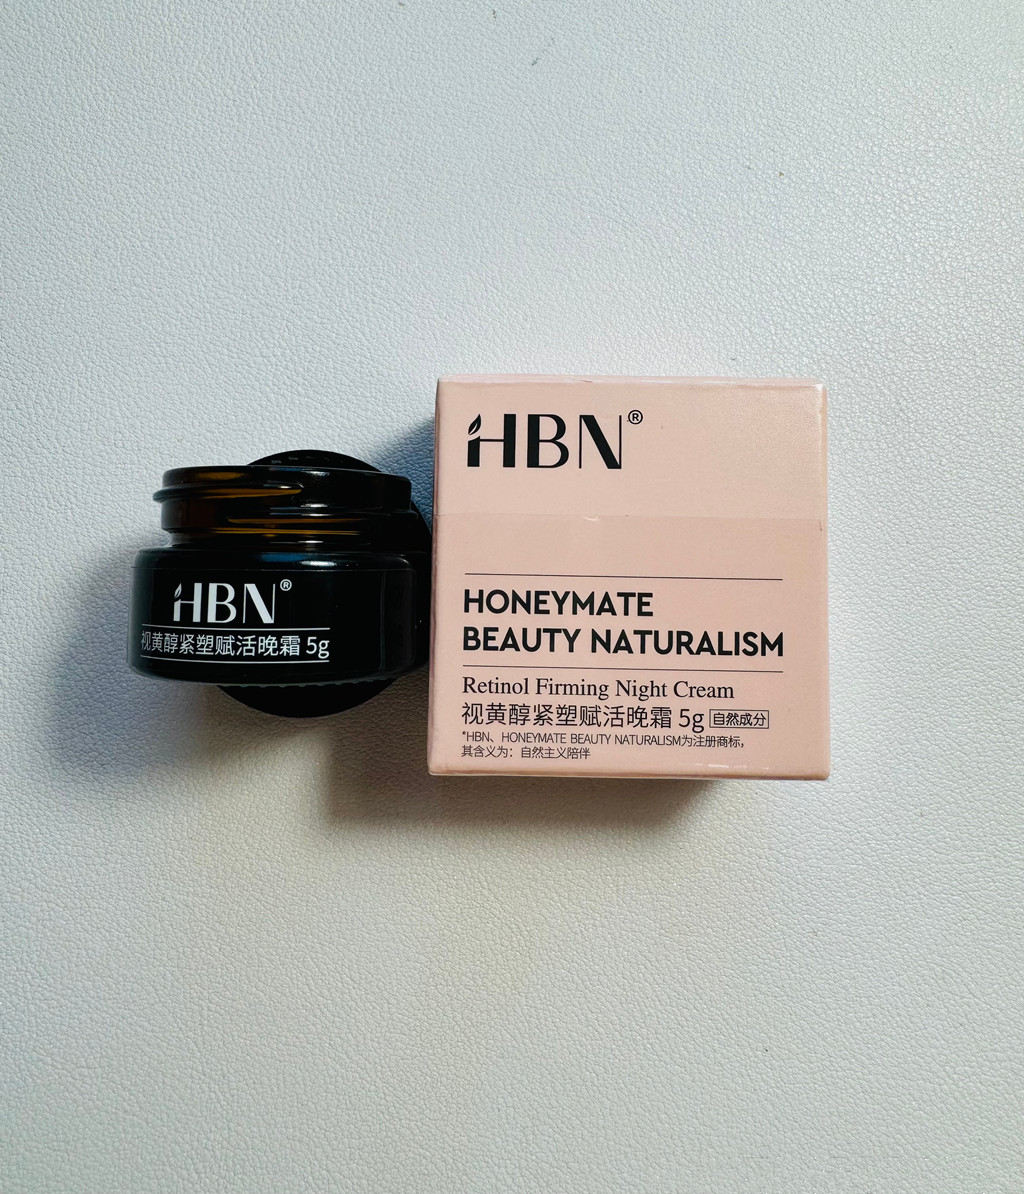 HBN®
视黄醇紧塑赋活晚霜 5g
HBN®
HONEYMATE
BEAUTY NATURALISM
Retinol Firming Night Cream
视黄醇紧塑赋活晚霜 5g 自然成分
*HBN、HONEYMATE BEAUTY NATURALISM为注册商标，
其含义为：自然主义陪伴